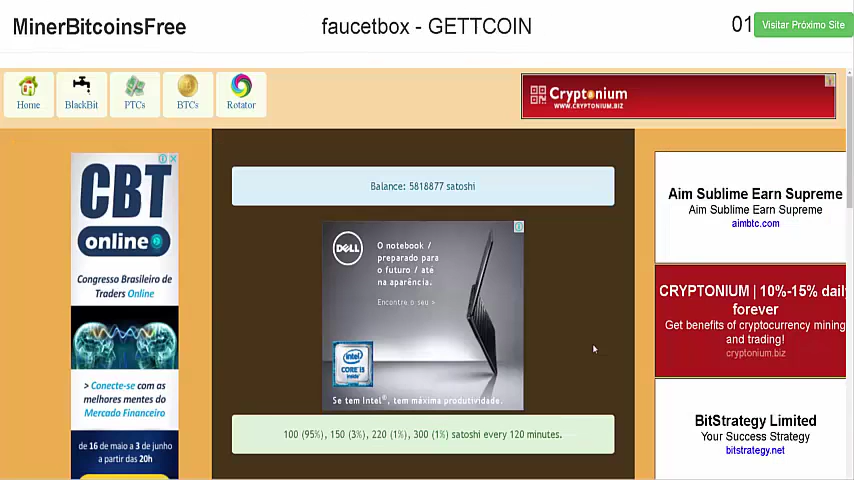 MinerBitcoinsFree
faucetbox - GETTCOIN
01
Visitar Próximo Site
Home
BlackBit
PTCs
BTCs
Rotator
Cryptonium
WWW.CRYPTONIUM.BIZ
CBT
online
Congresso Brasileiro de
Traders Online
> Conecte-se com as
melhores mentes do
Mercado Financeiro
de 16 de maio a 3 de junho
a partir das 20h
Balance: 5818877 satoshi
DELL
O notebook /
preparado para
o futuro / até
na aparência.
Encontre o seu >
intel
CORE i3
inside
Se tem Intel®, tem máxima produtividade.
100 (95%), 150 (3%), 220 (1%), 300 (1%) satoshi every 120 minutes.
Aim Sublime Earn Supreme
Aim Sublime Earn Supreme
aimbtc.com
CRYPTONIUM | 10%-15% daily
forever
Get benefits of cryptocurrency mining
and trading!
cryptonium.biz
BitStrategy Limited
Your Success Strategy
bitstrategy.net